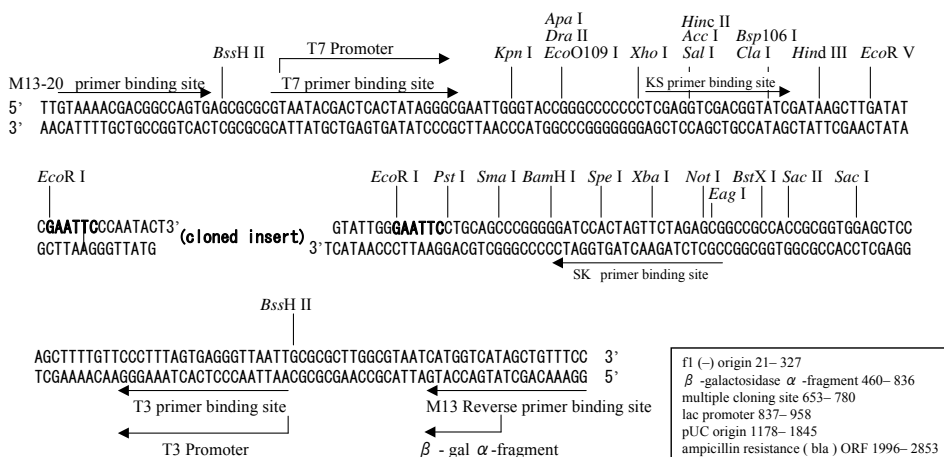 Apa I
Hinc II
Dra II
Acc I
Bsp106 I
BssH II
T7 Promoter
Kpn I
EcoO109 I
Xho I
Sal I
Cla I
Hind III
EcoR V
M13-20 primer binding site
T7 primer binding site
KS primer binding site
5’ TTGTAAAACGACGGCCAGTGAGCGCGCGTAATACGACTCACTATAGGGCGAATTGGGTACCGGGCCCCCCCTCGAGGTCGACGGTATCGATAAGCTTGATAT
3’ AACATTTTGCTGCCGGTCACTCGCGCGCATTATGCTGAGTGATATCCCGCTTAACCCATGGCCCGGGGGGGAGCTCCAGCTGCCATAGCTATTCGAACTATA
EcoR I
EcoR I
Pst I
Sma I
BamH I
Spe I
Xba I
Not I
BstX I
Sac II
Sac I
Eag I
CGAATTCCCAATACT3’
GTATTGGGAATTCCTGCAGCCCGGGGGATCCACTAGTTCTAGAGCGGCCGCCACCGCGGTGGAGCTCC
(cloned insert)
GCTTAAGGGTTATG
3’TCATAACCCTTAAGGACGTCGGGCCCCCTAGGTGATCAAGATCTCGCCGGCGGTGGCGCCACCTCGAGG
SK primer binding site
BssH II
AGCTTTTGTTCCCTTTAGTGAGGGTTAATTGCGCGCTTGGCGTAATCATGGTCATAGCTGTTTCC 3’
TCGAAAACAAGGGAAATCACTCCCAATTAACGCGCGAACCGCATTAGTACCAGTATCGACAAAGG 5’
T3 primer binding site
M13 Reverse primer binding site
T3 Promoter
β - gal α-fragment
f1 (–) origin 21– 327
β -galactosidase α -fragment 460– 836
multiple cloning site 653– 780
lac promoter 837– 958
pUC origin 1178– 1845
ampicillin resistance ( bla ) ORF 1996– 2853